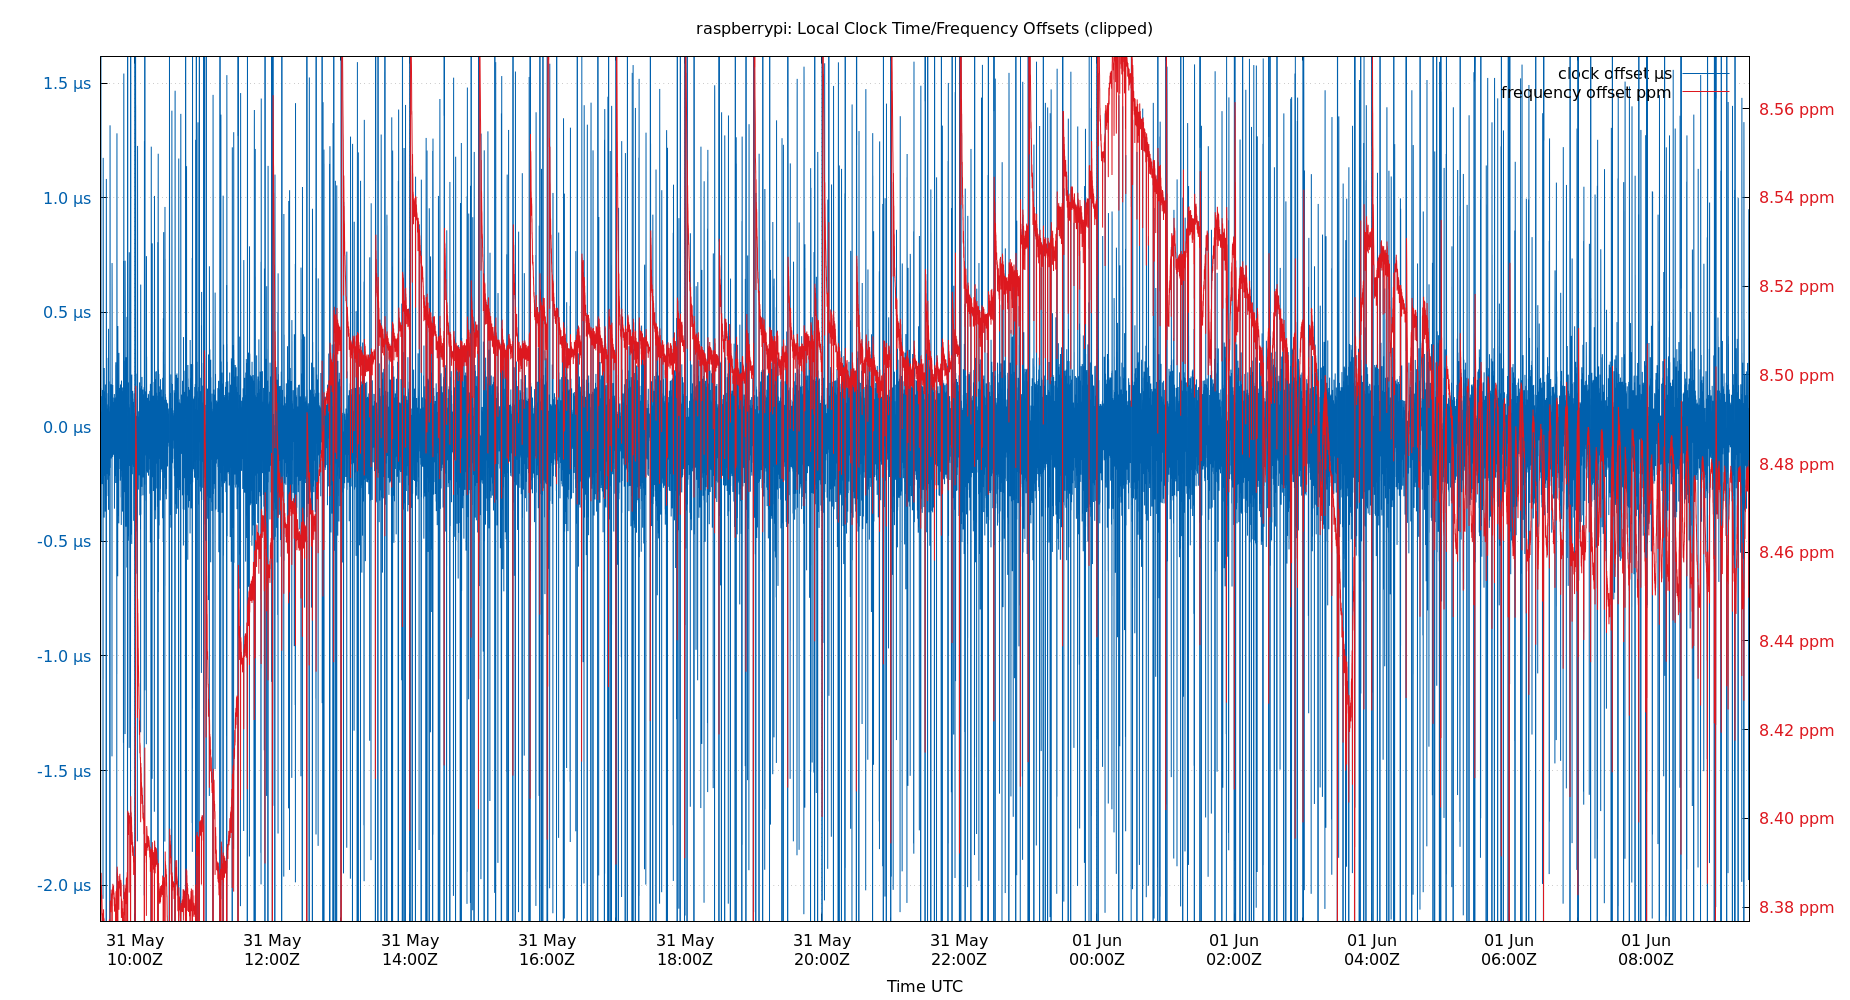 raspberrypi: Local Clock Time/Frequency Offsets (clipped)
clock offset µs
frequency offset ppm
1.5 µs
1.0 µs
0.5 µs
0.0 µs
-0.5 µs
-1.0 µs
-1.5 µs
-2.0 µs
8.56 ppm
8.54 ppm
8.52 ppm
8.50 ppm
8.48 ppm
8.46 ppm
8.44 ppm
8.42 ppm
8.40 ppm
8.38 ppm
31 May 31 May 31 May 31 May 31 May 31 May 31 May 01 Jun 01 Jun 01 Jun 01 Jun 01 Jun
10:00Z 12:00Z 14:00Z 16:00Z 18:00Z 20:00Z 22:00Z 00:00Z 02:00Z 04:00Z 06:00Z 08:00Z
Time UTC